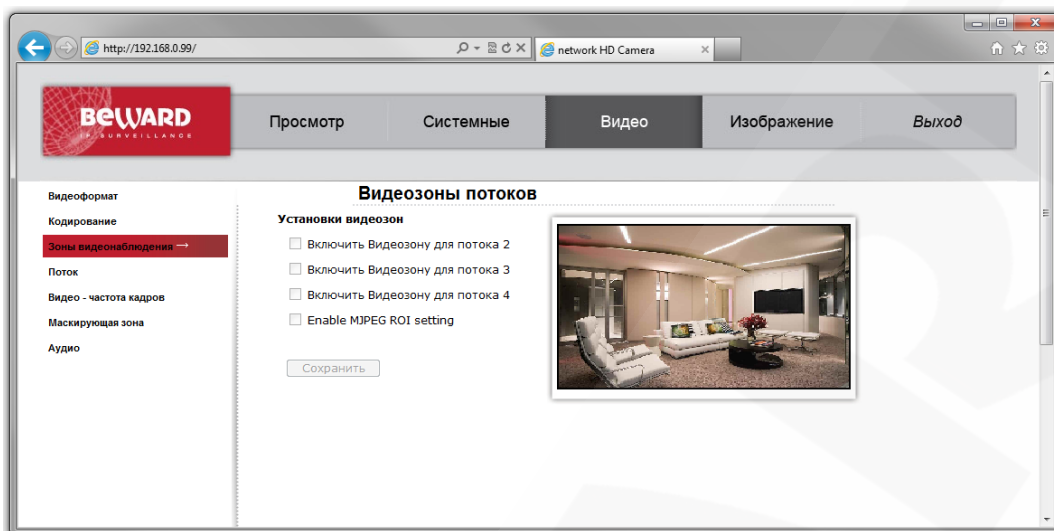 http://192.168.0.99/
network HD Camera
BEWARD
IP SURVEILLANCE
Просмотр
Системные
Видео
Изображение
Выход
Видеоформат
Кодирование
Зоны видеонаблюдения →
Поток
Видео - частота кадров
Маскирующая зона
Аудио
Видеозоны потоков
Установки видеозон
Включить Видеозону для потока 2
Включить Видеозону для потока 3
Включить Видеозону для потока 4
Enable MJPEG ROI setting
Сохранить